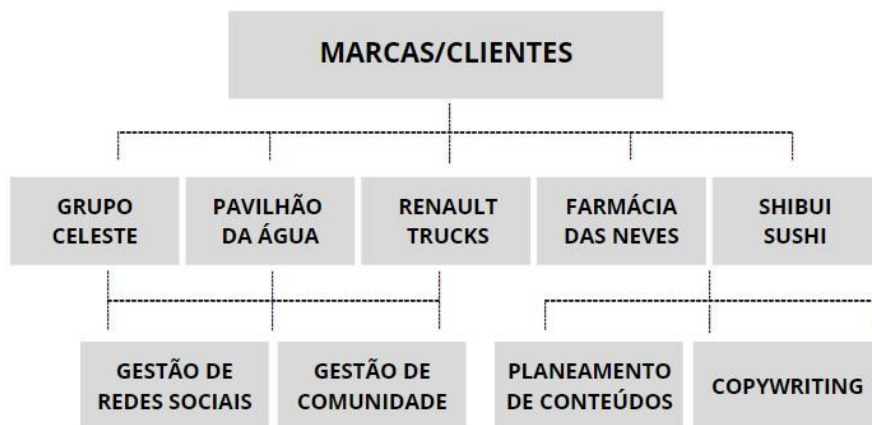 MARCAS/CLIENTES
GRUPO
CELESTE
PAVILHÃO
DA ÁGUA
RENAULT
TRUCKS
FARMÁCIA
DAS NEVES
SHIBUI
SUSHI
GESTÃO DE
REDES SOCIAIS
GESTÃO DE
COMUNIDADE
PLANEAMENTO
DE CONTEÚDOS
COPYWRITING